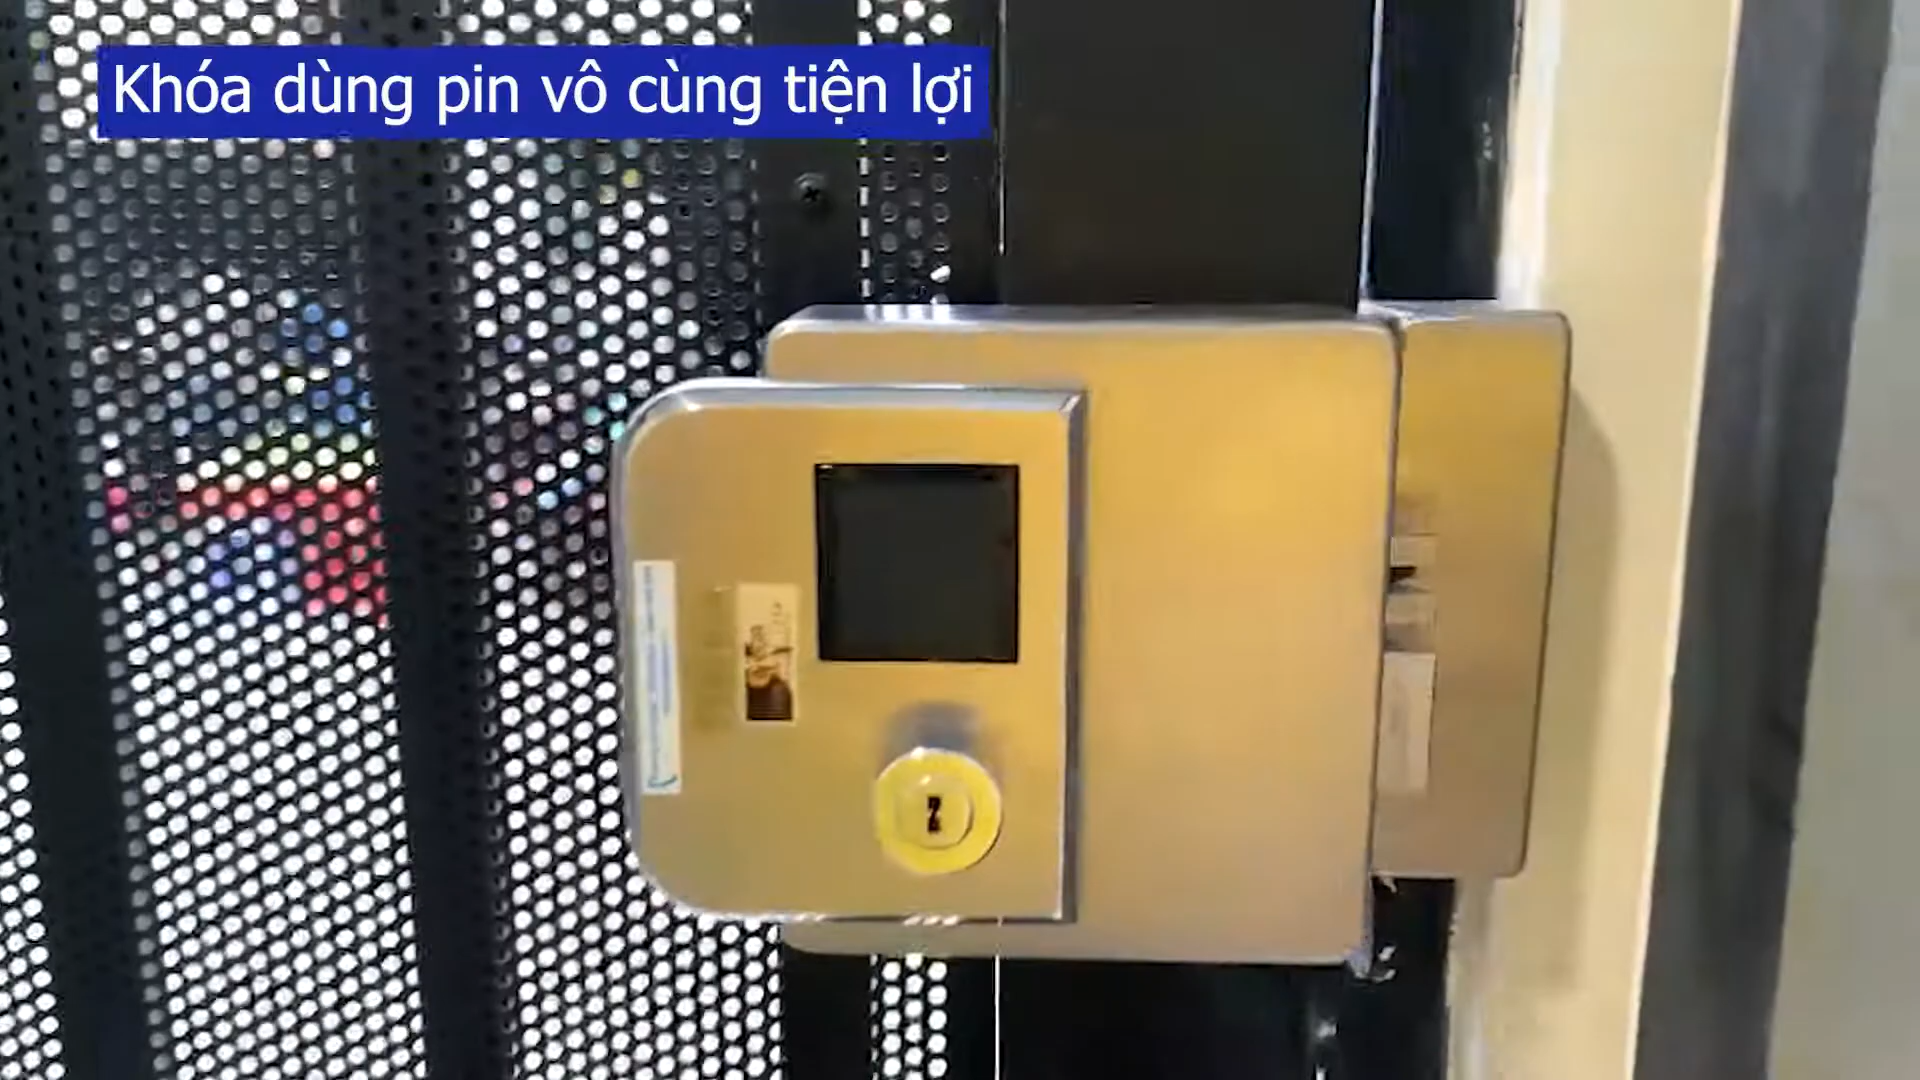 Khóa dùng pin vô cùng tiện lợi